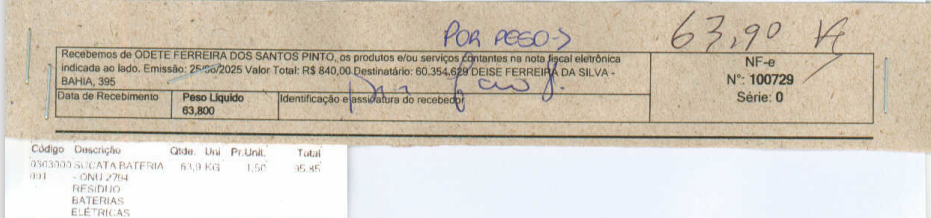 POR PESO-> 63,90 K
Recebemos de ODETE FERREIRA DOS SANTOS PINTO, os produtos e/ou serviços constantes na nota fiscal eletrônica
indicada ao lado. Emissão: 25/06/2025 Valor Total: R$ 840,00 Destinatário: 60.354.629 DEISE FERREIRA DA SILVA -
BAHIA, 395
NF-e
N°: 100729
Série: 0
Data de Recebimento Peso Líquido Identificação e assinatura do recebedor
63,800
Código Descrição Qtde. Uni Pr.Unit. Total
0303000 SUCATA BATERIA 63,9 KG 1,50 95,85
001 - ONU 2794
RESIDUO
BATERIAS
ELÉTRICAS